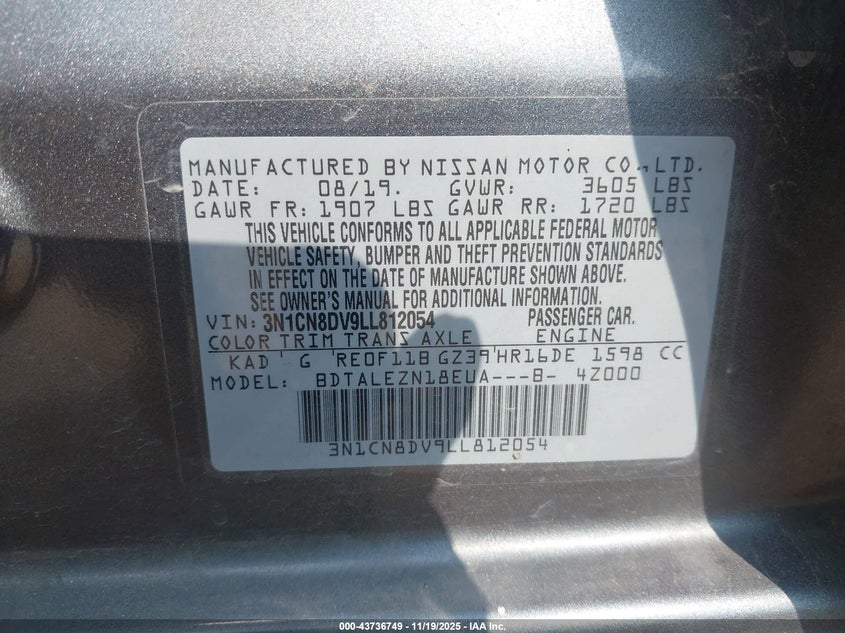 MANUFACTURED BY NISSAN MOTOR CO.,LTD.
DATE: 08/19. GVWR: 3605 LBS
GAWR FR: 1907 LBS GAWR RR: 1720 LBS
THIS VEHICLE CONFORMS TO ALL APPLICABLE FEDERAL MOTOR
VEHICLE SAFETY, BUMPER AND THEFT PREVENTION STANDARDS
IN EFFECT ON THE DATE OF MANUFACTURE SHOWN ABOVE.
SEE OWNER'S MANUAL FOR ADDITIONAL INFORMATION.
VIN: 3N1CN8DV9LL812054 PASSENGER CAR.
COLOR TRIM TRANS AXLE ENGINE
KAD G RE0F11B GZ39 HR16DE 1598 CC
MODEL: BDTALEZN18EUA---B- 4Z000
3N1CN8DV9LL812054
000-43736749 — 11/19/2025 — IAAI.COM